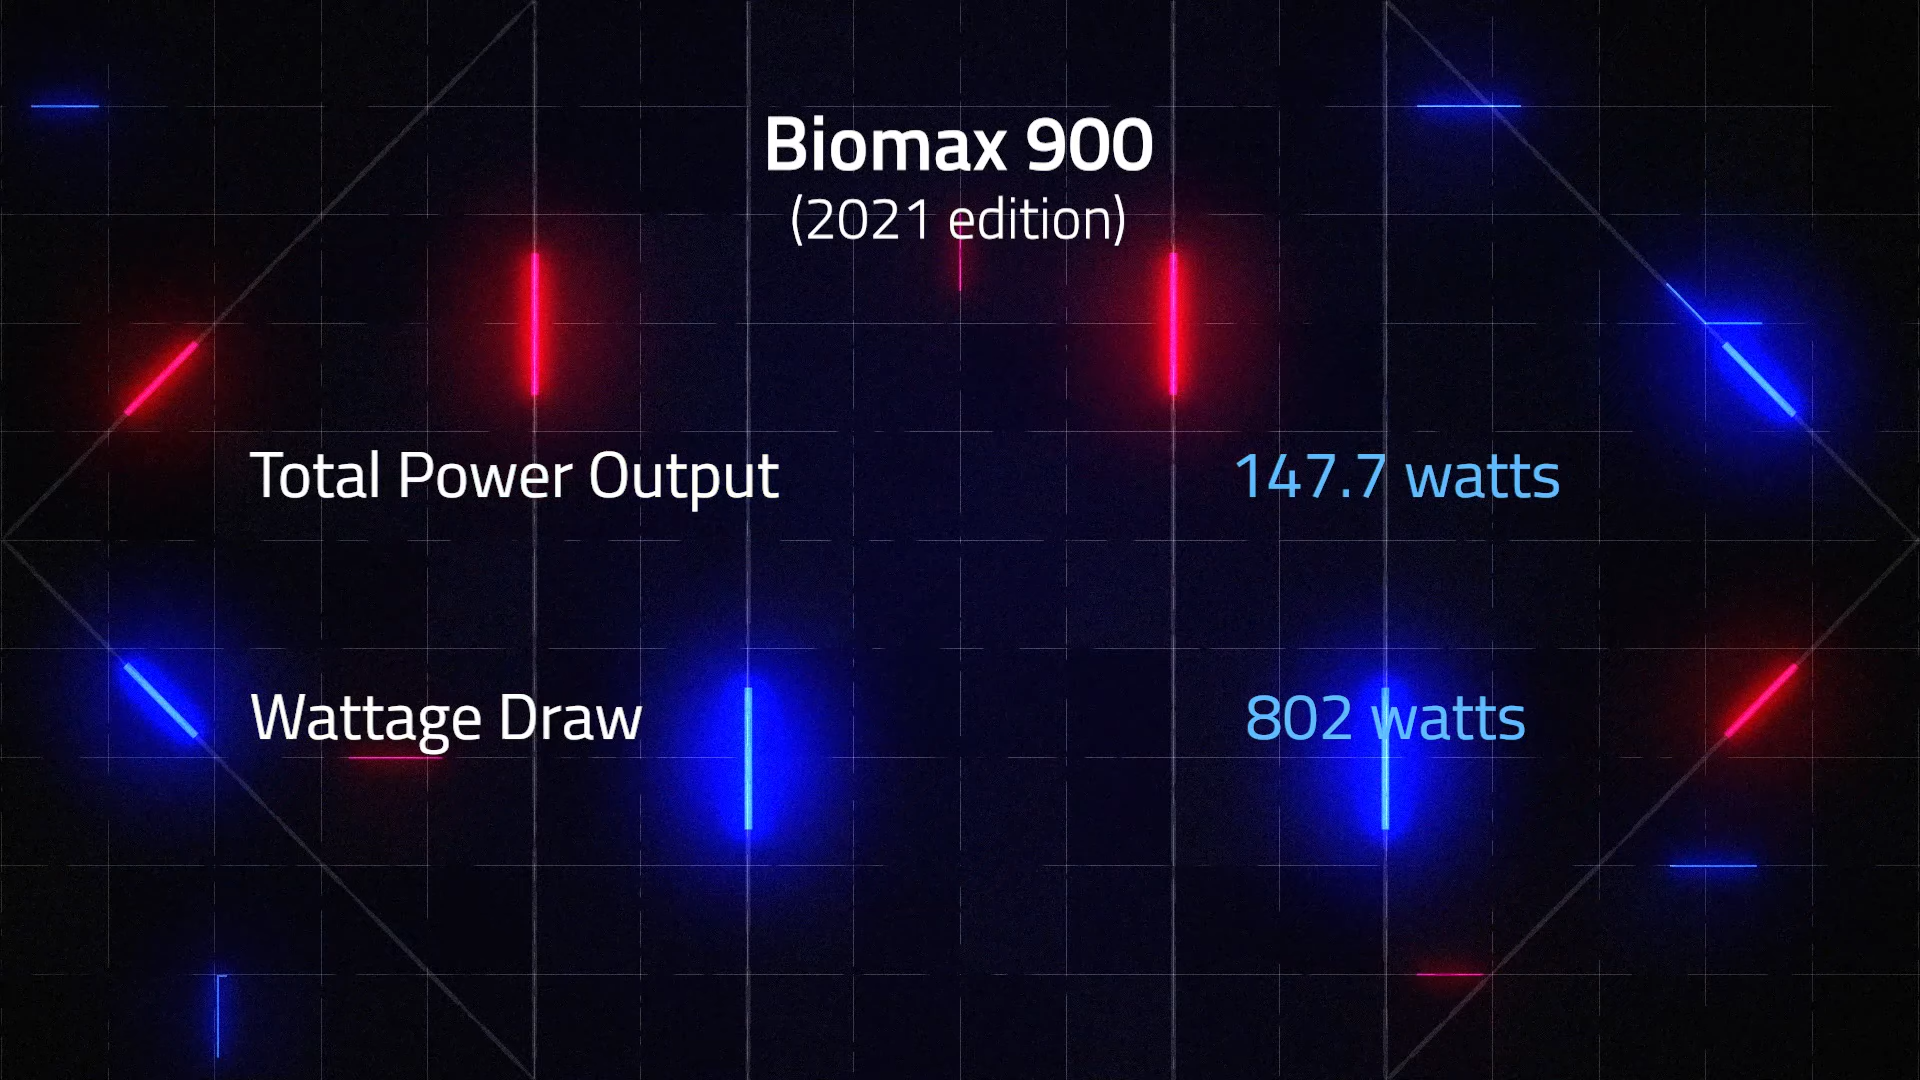 Biomax 900
(2021 edition)
Total Power Output 147.7 watts
Wattage Draw 802 watts